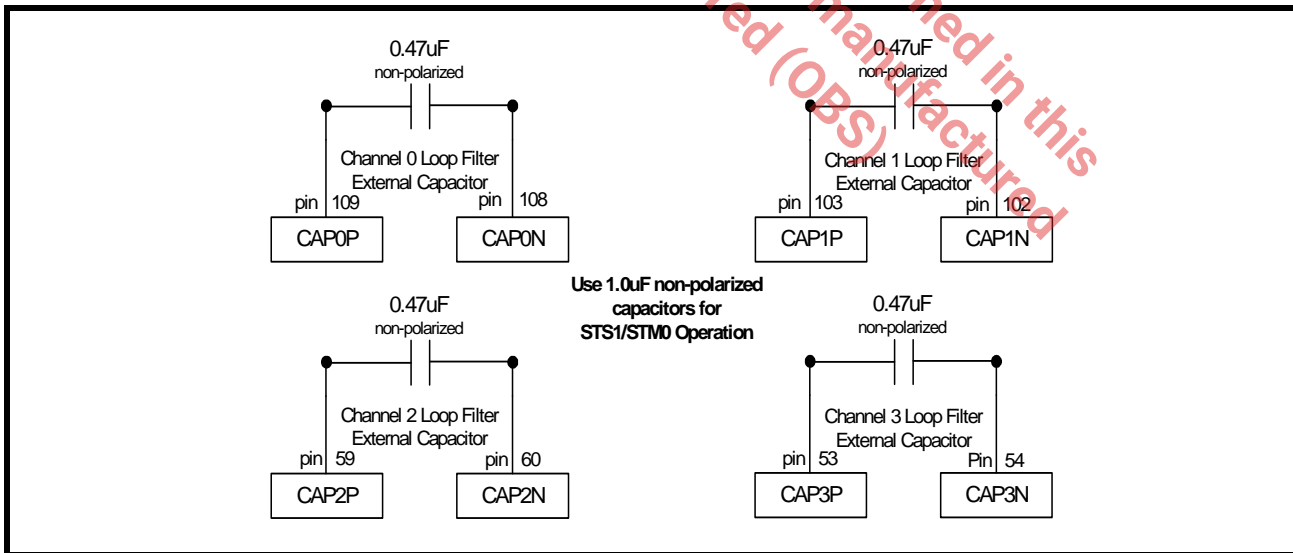 0.47uF
non-polarized
Channel 0 Loop Filter
External Capacitor
pin 109
pin 108
CAP0P
CAP0N
0.47uF
non-polarized
Channel 1 Loop Filter
External Capacitor
pin 103
pin 102
CAP1P
CAP1N
Use 1.0uF non-polarized
capacitors for
STS1/STM0 Operation
0.47uF
non-polarized
Channel 2 Loop Filter
External Capacitor
pin 59
pin 60
CAP2P
CAP2N
0.47uF
non-polarized
Channel 3 Loop Filter
External Capacitor
pin 53
Pin 54
CAP3P
CAP3N
ned in this
manufactured
red (OBS)